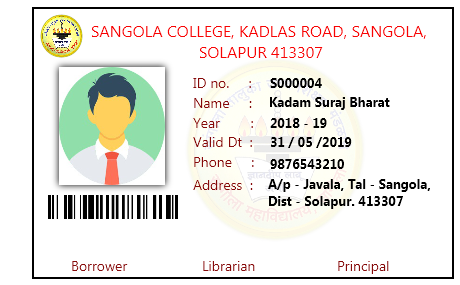 SANGOLA COLLEGE, KADLAS ROAD, SANGOLA,
SOLAPUR 413307
ID no. : S000004
Name : Kadam Suraj Bharat
Year : 2018 - 19
Valid Dt : 31 / 05 /2019
Phone : 9876543210
Address : A/p - Javala, Tal - Sangola,
Dist - Solapur. 413307
Borrower Librarian Principal